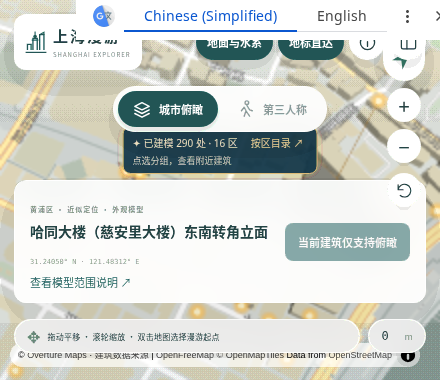 Chinese (Simplified)
English
上海漫游
SHANGHAI EXPLORER
地面与水系
地标直达
城市俯瞰
第三人称
✦ 已建模 290 处 · 16 区 按区目录 ↗
点选分组，查看附近建筑
黄浦区 · 近似定位 · 外观模型
哈同大楼（慈安里大楼）东南转角立面
当前建筑仅支持俯瞰
31.24050° N · 121.48312° E
查看模型范围说明 ↗
拖动平移 · 滚轮缩放 · 双击地图选择漫游起点
0 m
© Overture Maps · 建筑数据来源 | OpenFreeMap © OpenMapTiles Data from OpenStreetMap